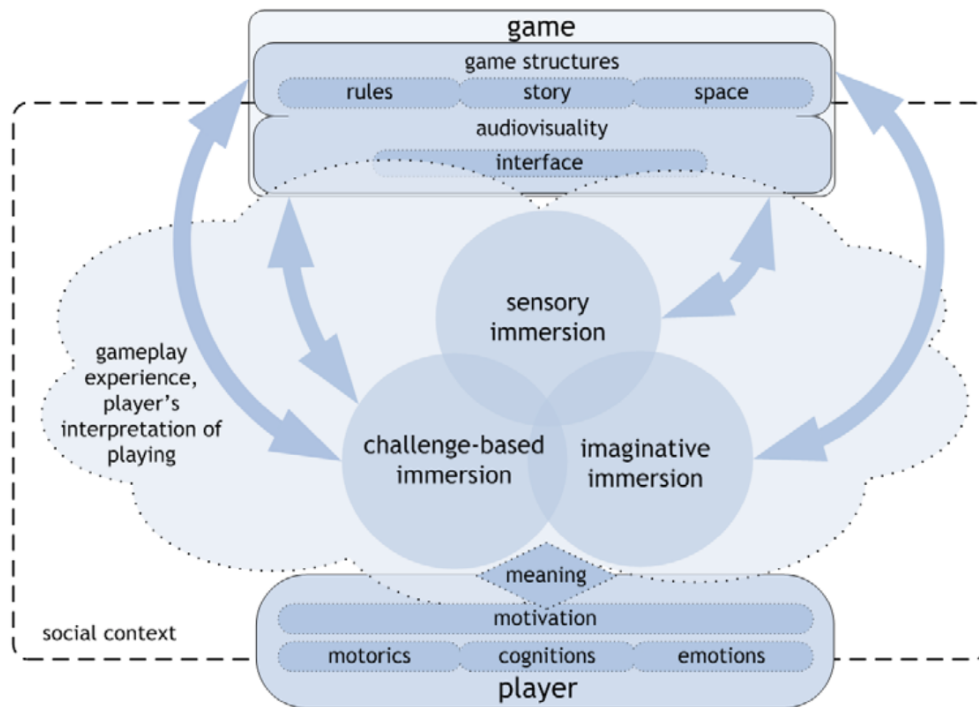 game
game structures
rules story space
audiovisuality
interface
sensory
immersion
gameplay
experience,
player's
interpretation of
playing
challenge-based
immersion
imaginative
immersion
meaning
motivation
social context
motorics cognitions emotions
player